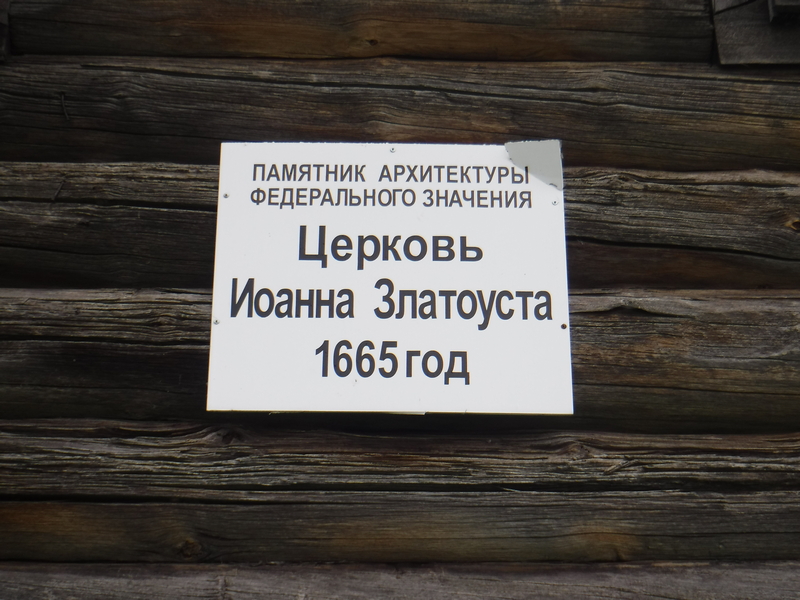 ПАМЯТНИК АРХИТЕКТУРЫ
ФЕДЕРАЛЬНОГО ЗНАЧЕНИЯ
Церковь
Иоанна Златоуста
1665 год